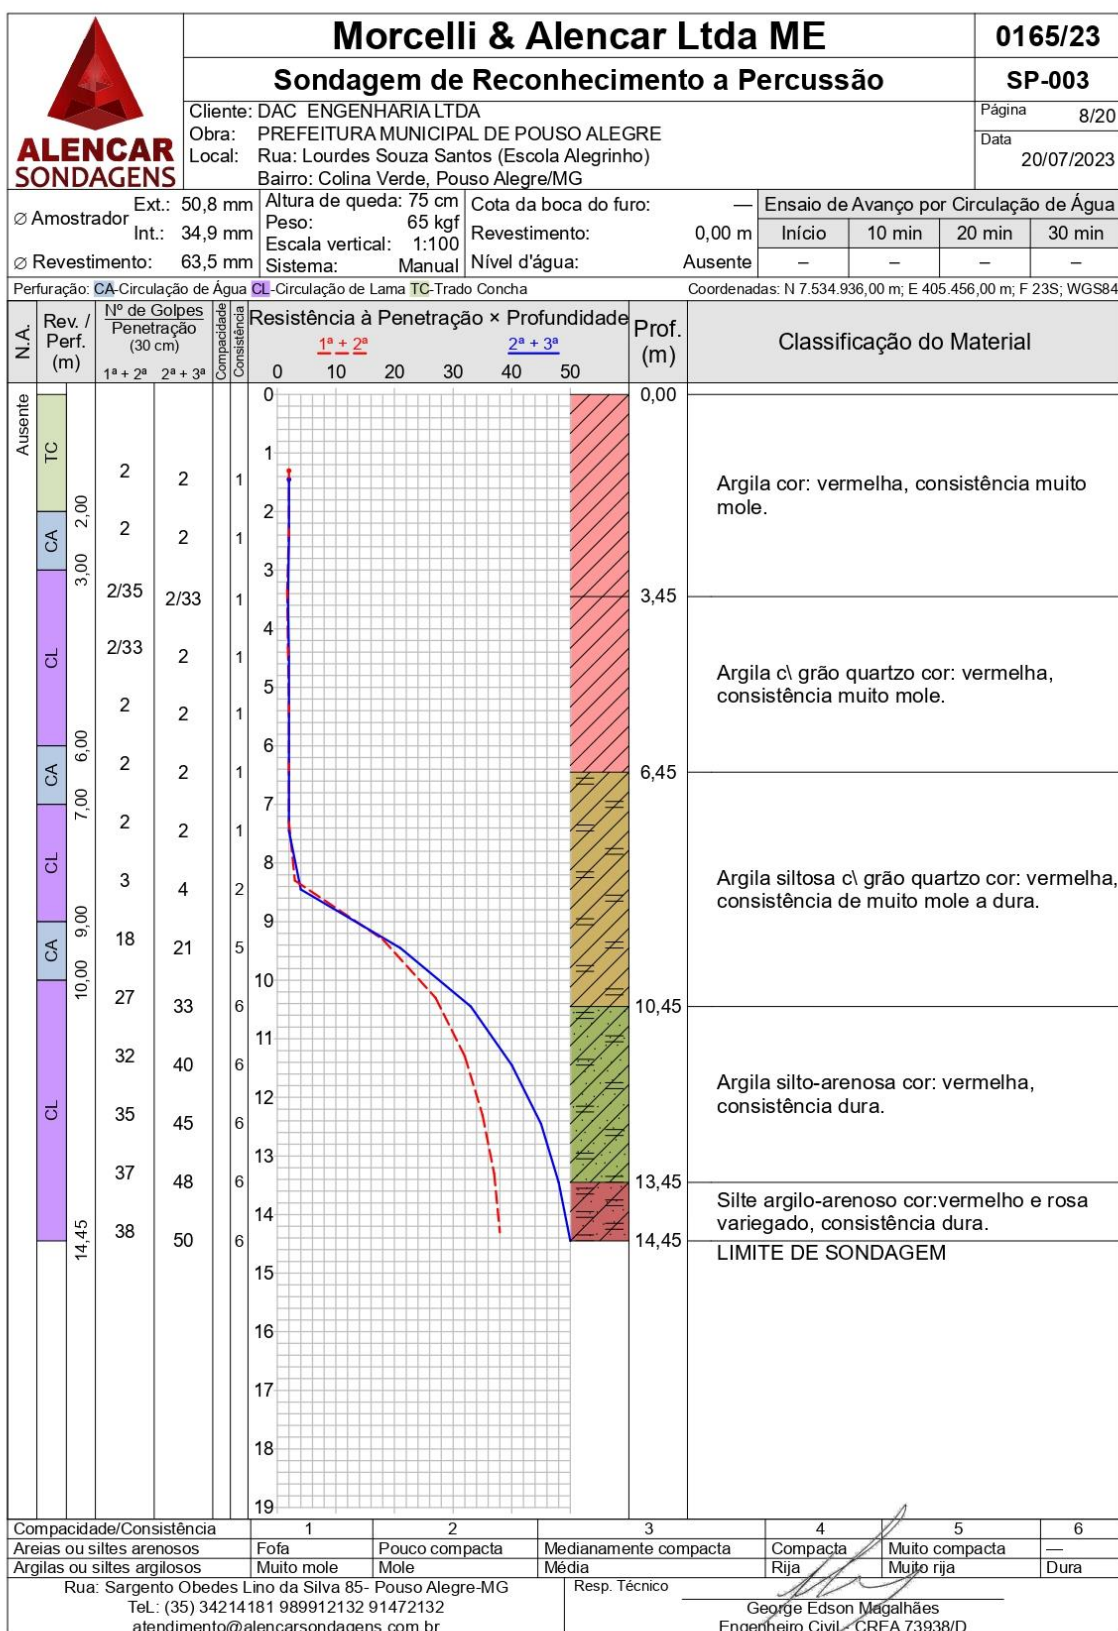 Morcelli & Alencar Ltda ME
0165/23
Sondagem de Reconhecimento a Percussão
SP-003
ALENCAR
SONDAGENS
Cliente: DAC ENGENHARIA LTDA
Obra: PREFEITURA MUNICIPAL DE POUSO ALEGRE
Local: Rua: Lourdes Souza Santos (Escola Alegrinho)
Bairro: Colina Verde, Pouso Alegre/MG
Página 8/20
Data
20/07/2023
∅ Amostrador Ext.: 50,8 mm
Int.: 34,9 mm
∅ Revestimento: 63,5 mm
Altura de queda: 75 cm
Peso: 65 kgf
Escala vertical: 1:100
Sistema: Manual
Cota da boca do furo: —
Revestimento: 0,00 m
Nível d'água: Ausente
Ensaio de Avanço por Circulação de Água
Início 10 min 20 min 30 min
– – – –
Perfuração: CA-Circulação de Água CL-Circulação de Lama TC-Trado Concha
Coordenadas: N 7.534.936,00 m; E 405.456,00 m; F 23S; WGS84
N.A.
Rev. / Perf. (m)
Nº de Golpes
Penetração
(30 cm)
1ª + 2ª 2ª + 3ª
Compacidade
Consistência
Resistência à Penetração × Profundidade
1ª + 2ª 2ª + 3ª
0 10 20 30 40 50
Prof. (m)
Classificação do Material
Ausente
TC
2,00
CA
3,00
CL
6,00
CA
7,00
CL
9,00
CA
10,00
CL
14,45
2 2 1
2 2 1
2/35 2/33 1
2/33 2 1
2 2 1
2 2 1
2 2 1
3 4 2
18 21 5
27 33 6
32 40 6
35 45 6
37 48 6
38 50 6
0
1
2
3
4
5
6
7
8
9
10
11
12
13
14
15
16
17
18
19
0,00
Argila cor: vermelha, consistência muito
mole.
3,45
Argila c\ grão quartzo cor: vermelha,
consistência muito mole.
6,45
Argila siltosa c\ grão quartzo cor: vermelha,
consistência de muito mole a dura.
10,45
Argila silto-arenosa cor: vermelha,
consistência dura.
13,45
Silte argilo-arenoso cor:vermelho e rosa
variegado, consistência dura.
14,45
LIMITE DE SONDAGEM
Compacidade/Consistência 1 2 3 4 5 6
Areias ou siltes arenosos Fofa Pouco compacta Medianamente compacta Compacta Muito compacta —
Argilas ou siltes argilosos Muito mole Mole Média Rija Muito rija Dura
Rua: Sargento Obedes Lino da Silva 85- Pouso Alegre-MG
TeL: (35) 34214181 989912132 91472132
atendimento@alencarsondagens.com.br
Resp. Técnico
George Edson Magalhães
Engenheiro Civil - CREA 73938/D